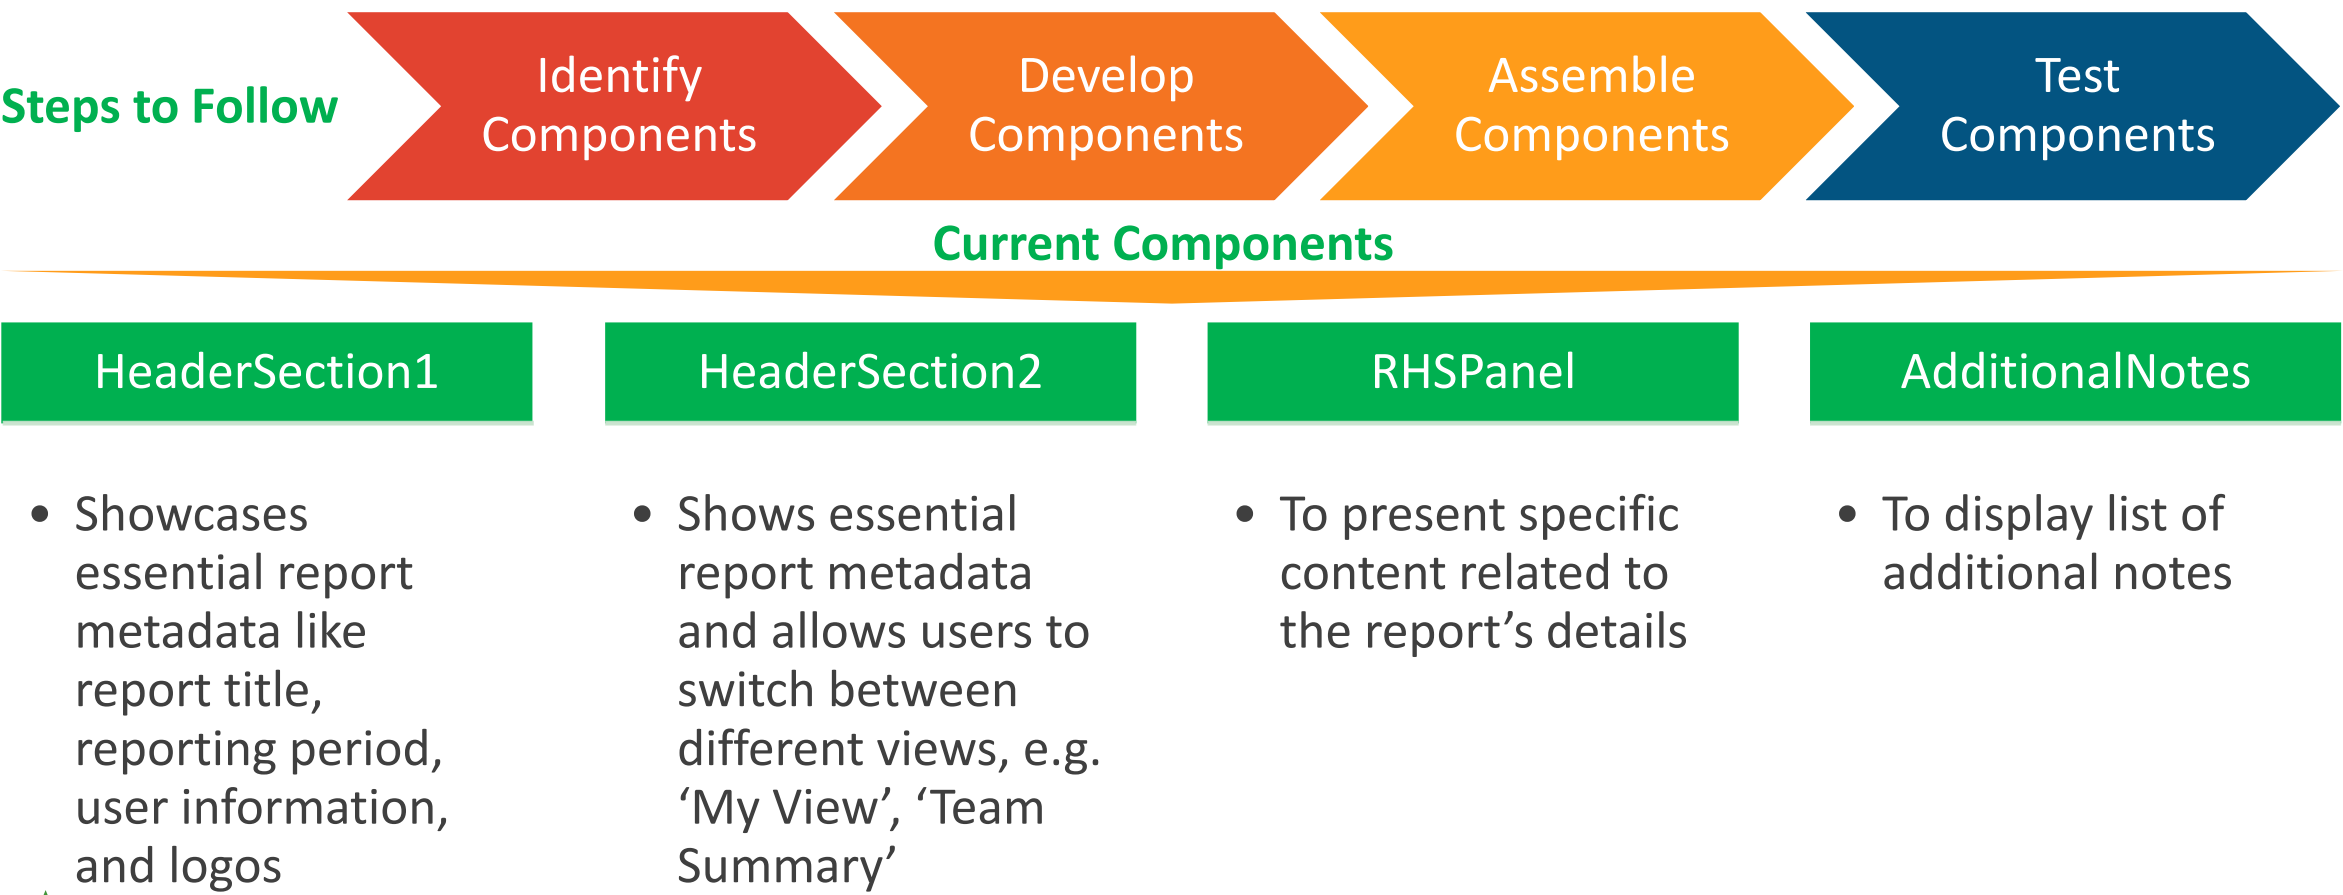 Steps to Follow
Identify
Components
Develop
Components
Assemble
Components
Test
Components
Current Components
HeaderSection1
HeaderSection2
RHSPanel
AdditionalNotes
• Showcases
essential report
metadata like
report title,
reporting period,
user information,
and logos
• Shows essential
report metadata
and allows users to
switch between
different views, e.g.
‘My View’, ‘Team
Summary’
• To present specific
content related to
the report’s details
• To display list of
additional notes